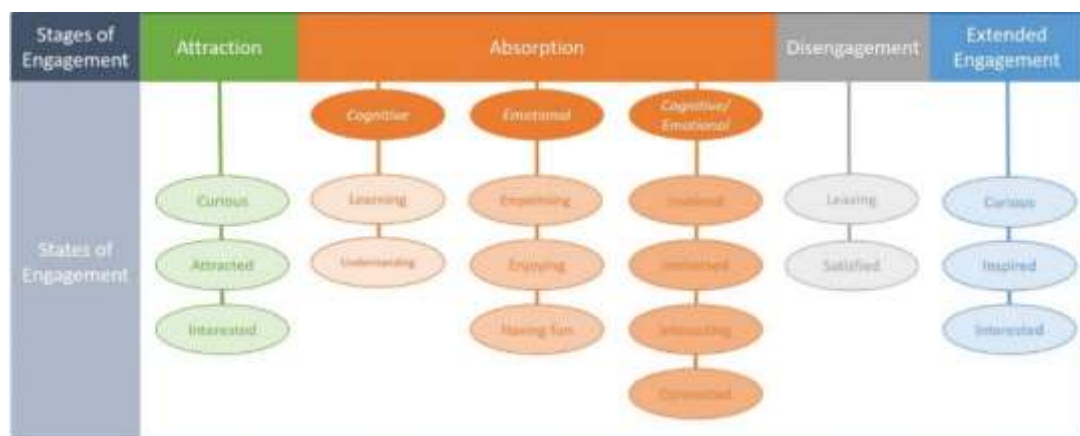 Stages of
Engagement
Attraction
Absorption
Disengagement
Extended
Engagement
Cognitive
Emotional
Cognitive/
Emotional
States of
Engagement
Curious
Learning
Empathising
Involved
Leaving
Curious
Attracted
Understanding
Enjoying
Immersed
Satisfied
Inspired
Interested
Having fun
Interacting
Interested
Connected